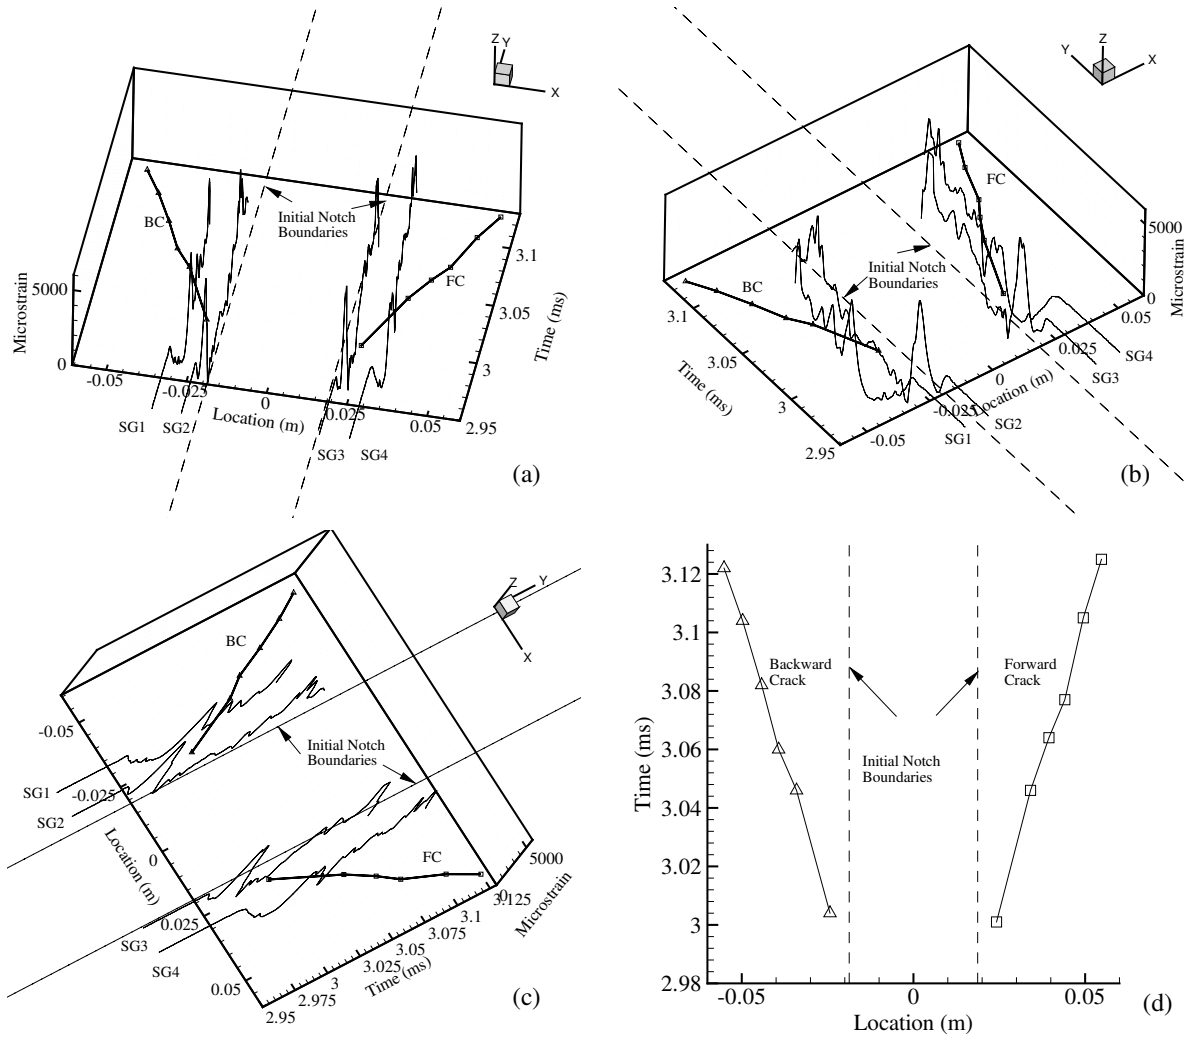 Z
Y
X
BC
Initial Notch
Boundaries
FC
3.1
5000
Microstrain
3.05
Time (ms)
0
3
-0.05
-0.025
0
0.025
0.05
2.95
Location (m)
SG1
SG2
SG3
SG4
(a)
Z
Y
X
FC
5000
Microstrain
Initial Notch
Boundaries
BC
0
3.1
0.05
3.05
0.025
SG4
Time (ms)
0
SG3
3
Location (m)
-0.025
SG2
-0.05
SG1
2.95
(b)
Z
Y
X
BC
-0.05
Initial Notch
Boundaries
SG1
-0.025
SG2
Location (m)
0
FC
5000
0
3.125
Microstrain
0.025
3.1
SG3
3.075
SG4
3.05
3.025
Time (ms)
0.05
3
2.975
2.95
(c)
3.12
3.1
Backward
Crack
Forward
Crack
3.08
Time (ms)
3.06
Initial Notch
Boundaries
3.04
3.02
3
2.98
-0.05
0
0.05
Location (m)
(d)